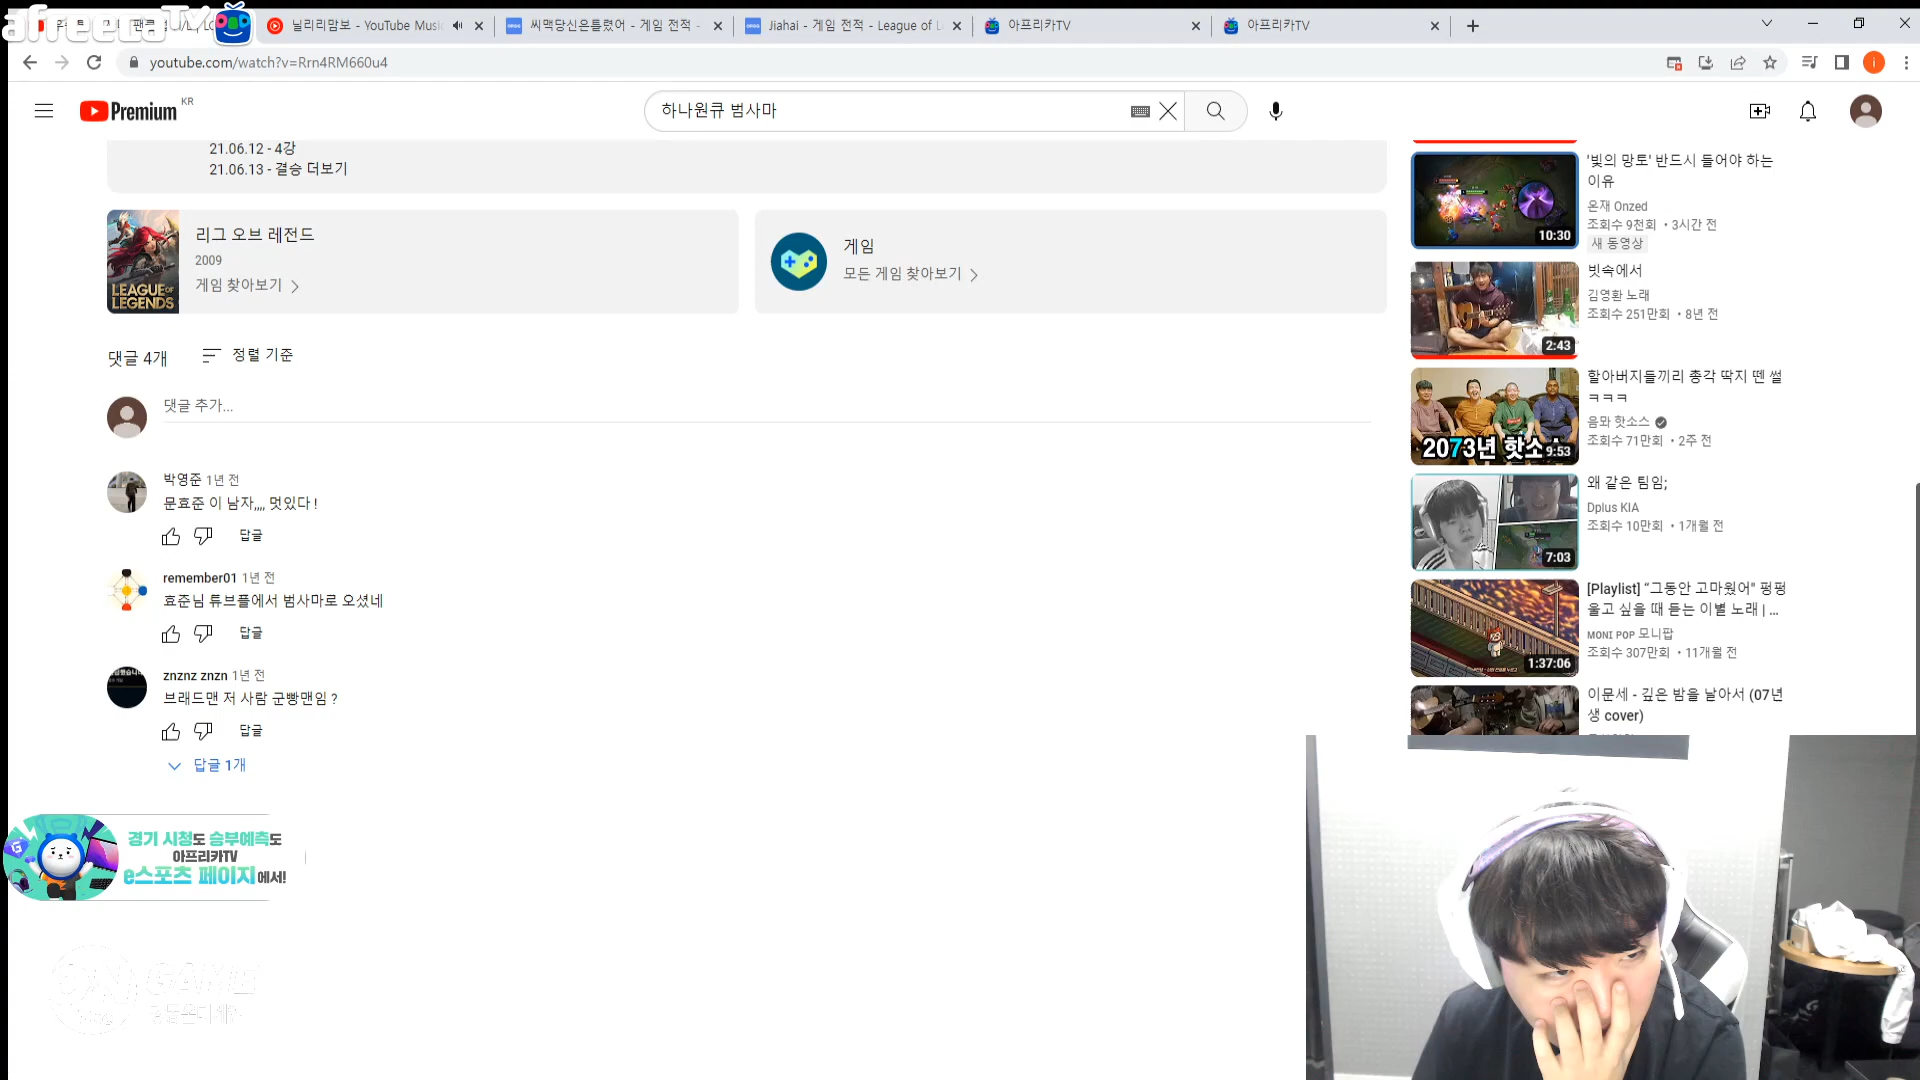 afreecaTV
닐리리맘보 - YouTube Music
씨맥당신은틀렸어 - 게임 전적 -
Jiahai - 게임 전적 - League of L
아프리카TV
아프리카TV
youtube.com/watch?v=Rrn4RM660u4
Premium KR
하나원큐 범사마
21.06.12 - 4강
21.06.13 - 결승 더보기
리그 오브 레전드
2009
게임 찾아보기
LEAGUE OF LEGENDS
게임
모든 게임 찾아보기
댓글 4개
정렬 기준
댓글 추가...
박영준 1년 전
문효준 이 남자,,,, 멋있다 !
답글
remember01 1년 전
효준님 튜브플에서 범사마로 오셨네
답글
znznz znzn 1년 전
브래드맨 저 사람 군빵맨임 ?
답글
답글 1개
경기 시청도 승부예측도
아프리카TV
e스포츠 페이지에서!
'빛의 망토' 반드시 들어야 하는
이유
온재 Onzed
조회수 9천회 • 3시간 전
새 동영상
10:30
빗속에서
김영환 노래
조회수 251만회 • 8년 전
2:43
할아버지들끼리 총각 딱지 뗀 썰
ㅋㅋㅋ
음뫄 핫소스
조회수 71만회 • 2주 전
2073년 핫소스
9:53
왜 같은 팀임;
Dplus KIA
조회수 10만회 • 1개월 전
7:03
[Playlist] “그동안 고마웠어" 펑펑
울고 싶을 때 듣는 이별 노래 | ...
MONI POP 모니팝
조회수 307만회 • 11개월 전
1:37:06
이문세 - 깊은 밤을 날아서 (07년
생 cover)